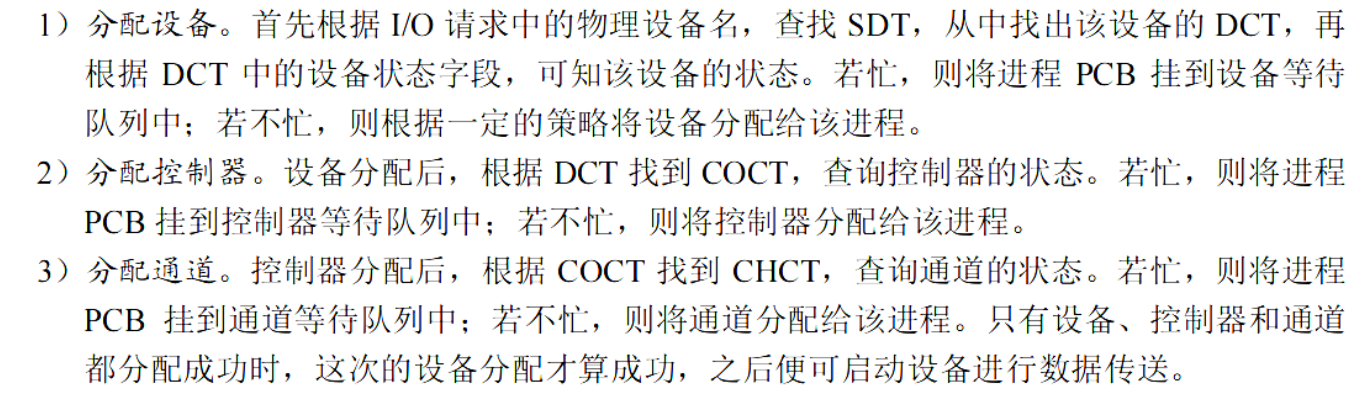 1）分配设备。首先根据 I/O 请求中的物理设备名，查找 SDT，从中找出该设备的 DCT，再
根据 DCT 中的设备状态字段，可知该设备的状态。若忙，则将进程 PCB 挂到设备等待
队列中；若不忙，则根据一定的策略将设备分配给该进程。
2）分配控制器。设备分配后，根据 DCT 找到 COCT，查询控制器的状态。若忙，则将进程
PCB 挂到控制器等待队列中；若不忙，则将控制器分配给该进程。
3）分配通道。控制器分配后，根据 COCT 找到 CHCT，查询通道的状态。若忙，则将进程
PCB 挂到通道等待队列中；若不忙，则将通道分配给该进程。只有设备、控制器和通道
都分配成功时，这次的设备分配才算成功，之后便可启动设备进行数据传送。